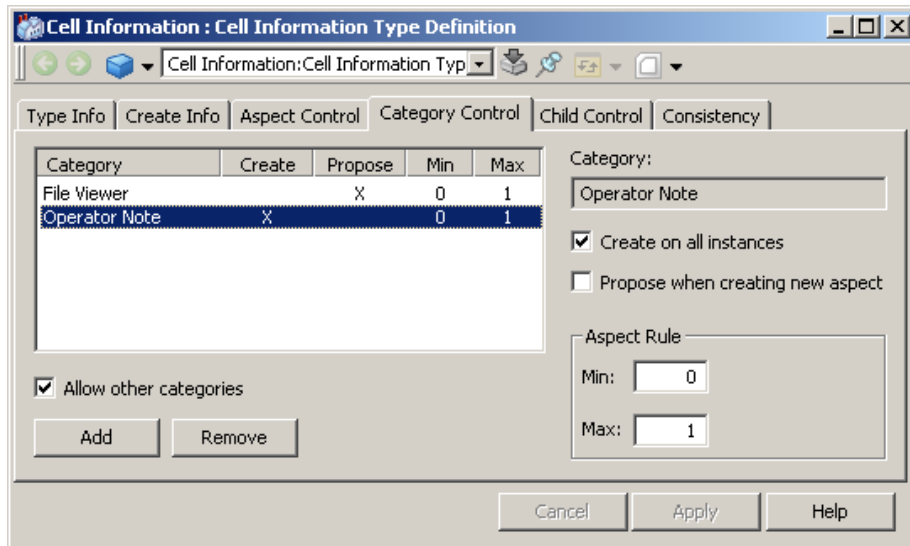 Cell Information : Cell Information Type Definition
Cell Information:Cell Information Typ
Type Info Create Info Aspect Control Category Control Child Control Consistency
Category Create Propose Min Max
File Viewer X 0 1
Operator Note X 0 1
Allow other categories
Add Remove
Category:
Operator Note
Create on all instances
Propose when creating new aspect
Aspect Rule
Min: 0
Max: 1
Cancel Apply Help